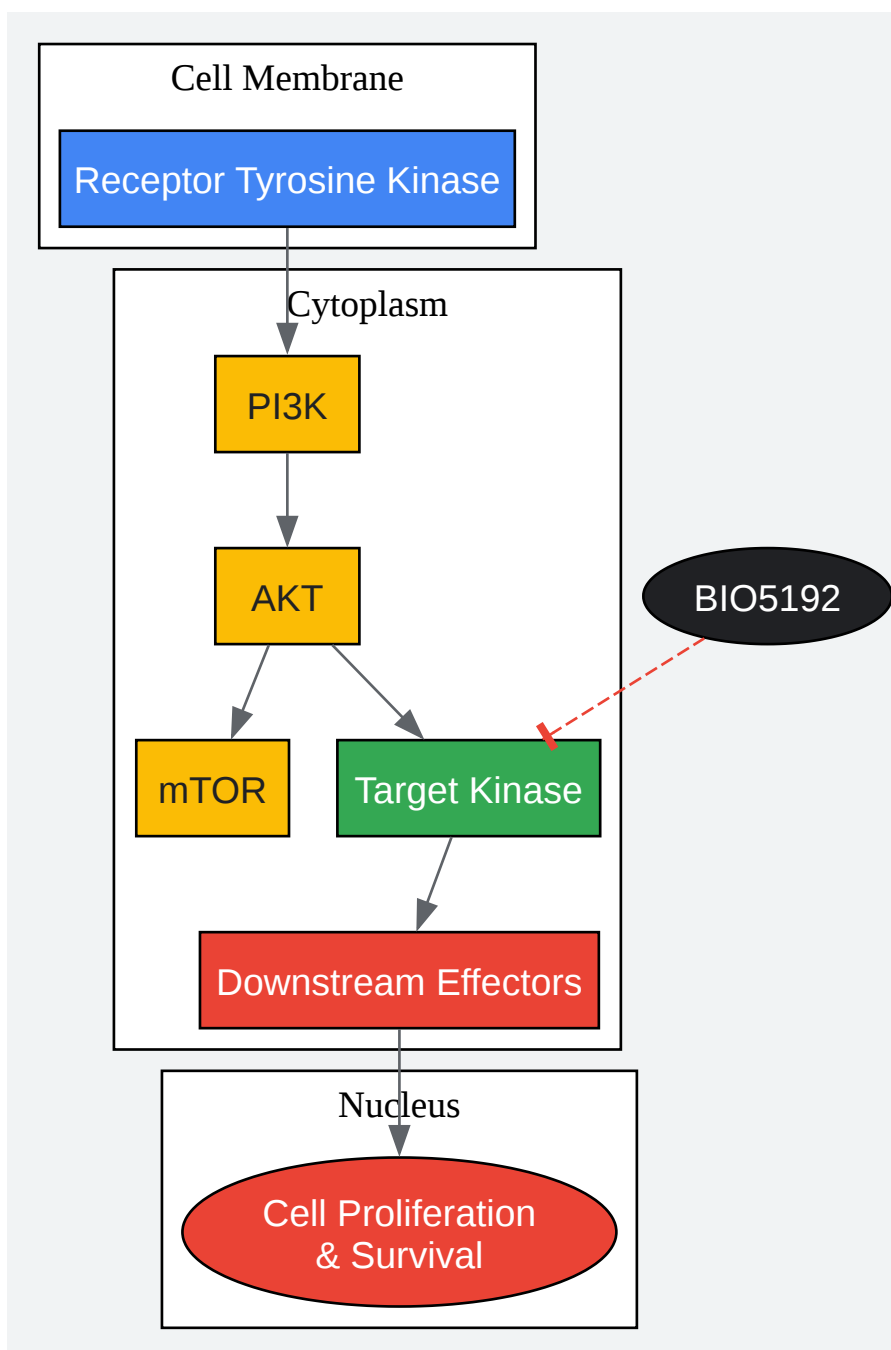 Cell Membrane
Receptor Tyrosine Kinase
Cytoplasm
PI3K
AKT
BIO5192
mTOR
Target Kinase
Downstream Effectors
Nucleus
Cell Proliferation
& Survival